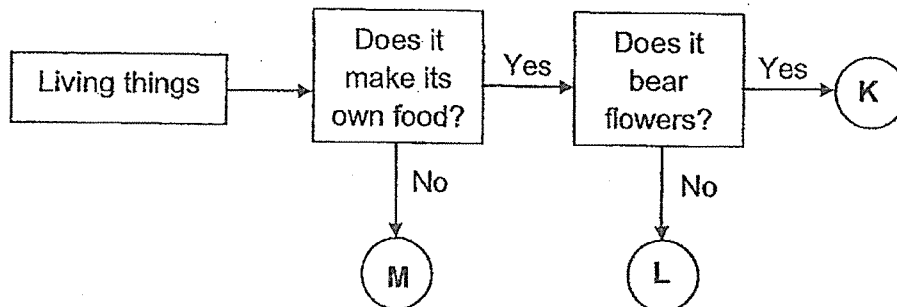 Living things
Does it
make its
own food?
Yes
Does it
bear
flowers?
Yes
K
No
No
M
L